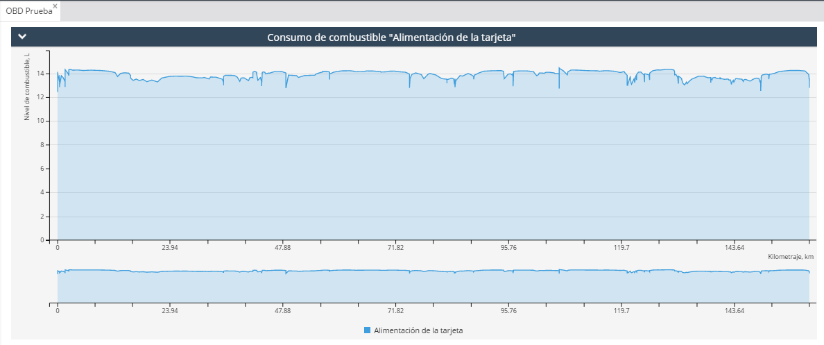 OBD Prueba ×
Consumo de combustible "Alimentación de la tarjeta"
Nivel de combustible, L
14
12
10
8
6
4
2
0
0 23.94 47.88 71.82 95.76 119.7 143.64
Kilometraje, km
0 23.94 47.88 71.82 95.76 119.7 143.64
Alimentación de la tarjeta